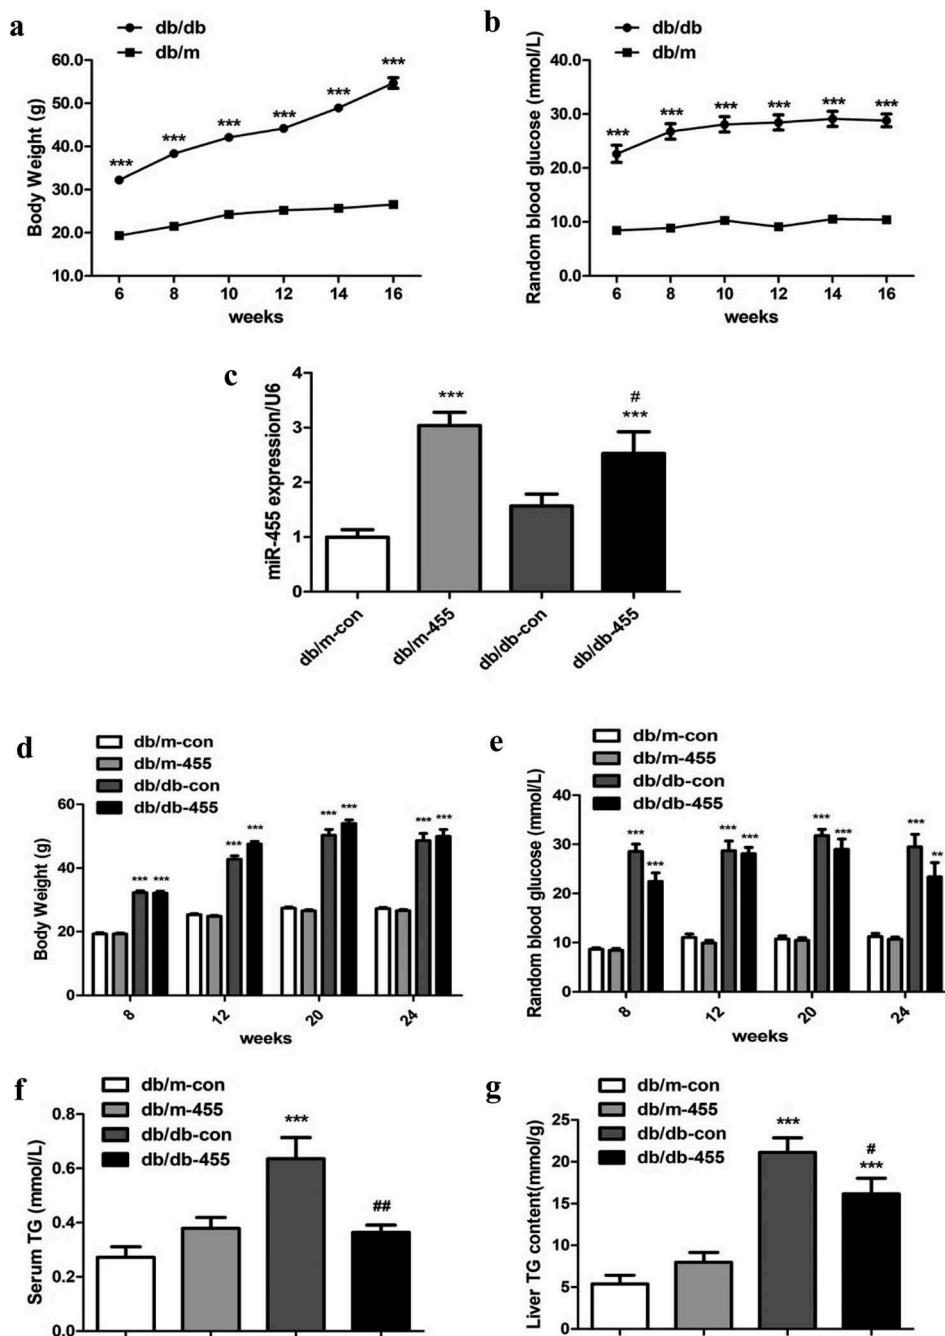 a
db/db
db/m
***
***
***
***
***
***
60.0
50.0
40.0
30.0
20.0
10.0
Body Weight (g)
6 8 10 12 14 16
weeks
b
db/db
db/m
***
***
***
***
***
***
40.0
30.0
20.0
10.0
0.0
Random blood glucose (mmol/L)
6 8 10 12 14 16
weeks
c
4
3
2
1
0
miR-455 expression/U6
***
#
***
db/m-con
db/m-455
db/db-con
db/db-455
d
db/m-con
db/m-455
db/db-con
db/db-455
60
40
20
0
Body Weight (g)
*** ***
*** ***
*** ***
*** ***
8 12 20 24
weeks
e
db/m-con
db/m-455
db/db-con
db/db-455
40
30
20
10
0
Random blood glucose (mmol/L)
*** ***
*** ***
*** ***
*** **
8 12 20 24
weeks
f
db/m-con
db/m-455
db/db-con
db/db-455
0.8
0.6
0.4
0.2
0.0
Serum TG (mmol/L)
***
##
g
db/m-con
db/m-455
db/db-con
db/db-455
25
20
15
10
5
0
Liver TG content(mmol/g)
***
#
***